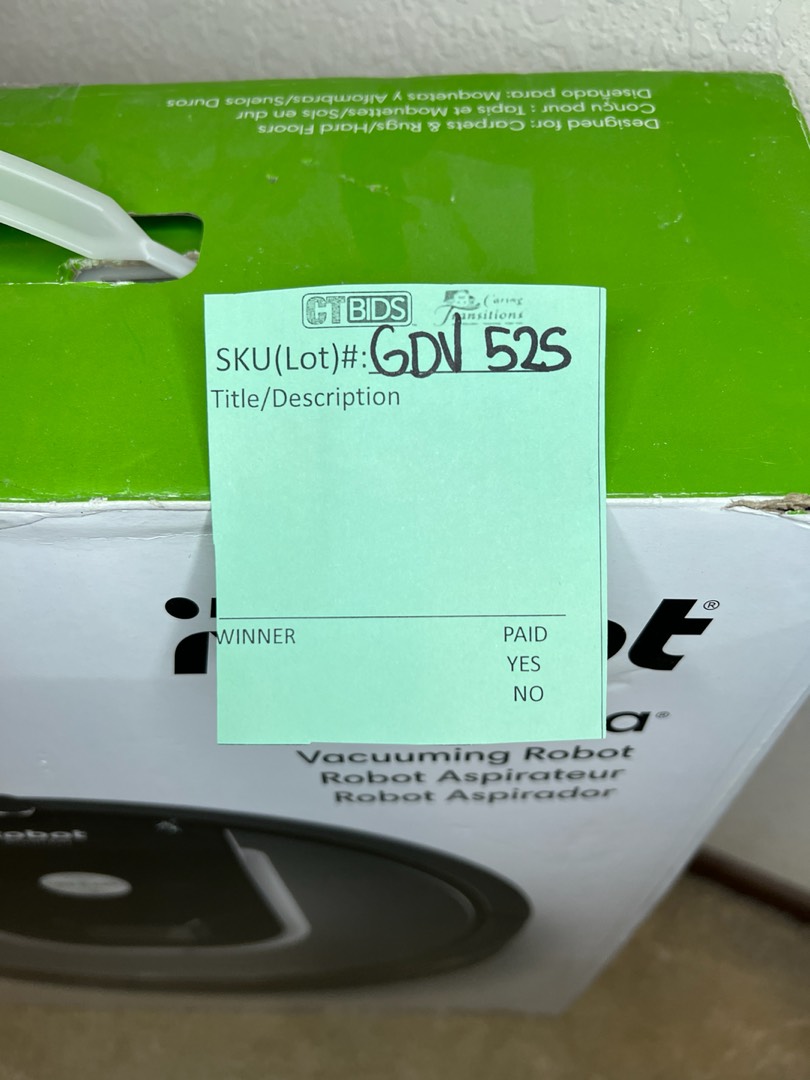 Designed for: Carpets & Rugs/Hard Floors
Conçu pour : Tapis et Moquettes/Sols en dur
Diseñado para: Moquetas y Alfombras/Suelos Duros
CTBIDS
Caring
Transitions
SKU(Lot)#: GDV 525
Title/Description
WINNER
PAID
YES
NO
ot®
a®
Vacuuming Robot
Robot Aspirateur
Robot Aspirador
obot